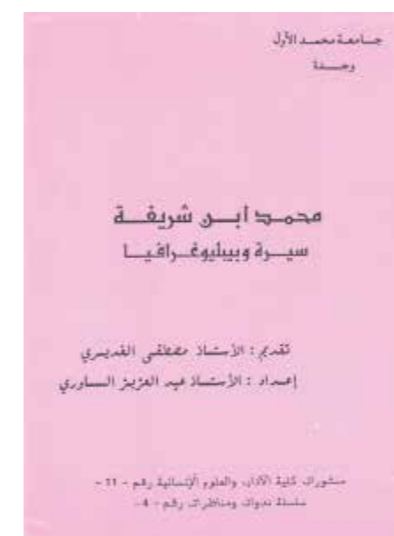 جامعة محمد الأول
وجدة
محمد ابن شريفة
سيرة وبيبليوغرافيا
تقديم : الأستاذ مصطفى الغديري
إعداد : الأستاذ عبد العزيز الساوري
منشورات كلية الآداب والعلوم الإنسانية رقم - 11 -
سلسلة ندوات ومناظرات رقم - 4 -